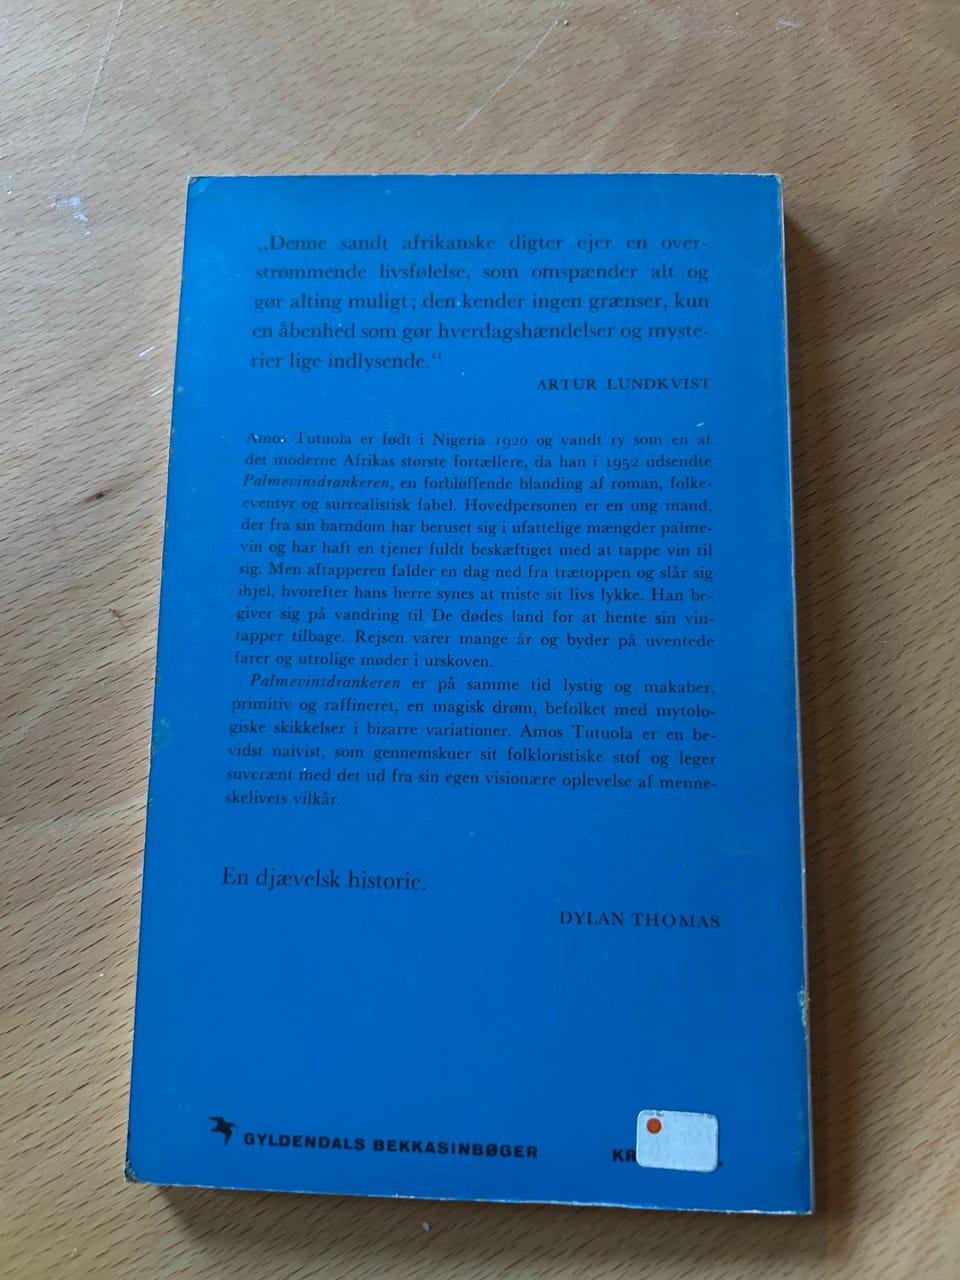 „Denne sandt afrikanske digter ejer en over-
strømmende livsfølelse, som omspænder alt og
gør alting muligt; den kender ingen grænser, kun
en åbenhed som gør hverdagshændelser og myste-
rier lige indlysende.“
ARTUR LUNDKVIST
Amos Tutuola er født i Nigeria 1920 og vandt ry som en af
det moderne Afrikas største fortællere, da han i 1952 udsendte
Palmevinsdrankeren, en forbløffende blanding af roman, folke-
eventyr og surrealistisk fabel. Hovedpersonen er en ung mand,
der fra sin barndom har beruset sig i ufattelige mængder palme-
vin og har haft en tjener fuldt beskæftiget med at tappe vin til
sig. Men aftapperen falder en dag ned fra trætoppen og slår sig
ihjel, hvorefter hans herre synes at miste sit livs lykke. Han be-
giver sig på vandring til De dødes land for at hente sin vin-
tapper tilbage. Rejsen varer mange år og byder på uventede
farer og utrolige møder i urskoven.
Palmevinsdrankeren er på samme tid lystig og makaber,
primitiv og raffineret, en magisk drøm, befolket med mytolo-
giske skikkelser i bizarre variationer. Amos Tutuola er en be-
vidst naivist, som gennemskuer sit folkloristiske stof og leger
suverænt med det ud fra sin egen visionære oplevelse af menne-
skelivets vilkår.
En djævelsk historie.
DYLAN THOMAS
GYLDENDALS BEKKASINBØGER
KR